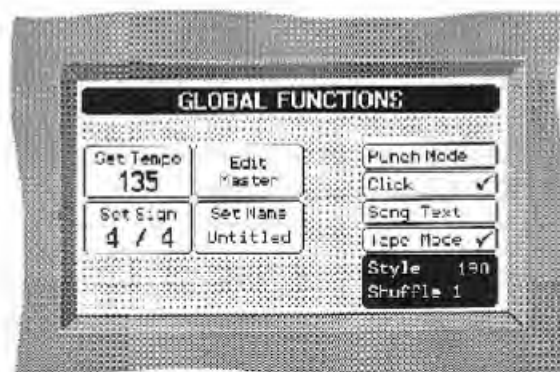 GLOBAL FUNCTIONS
Set Tempo
135
Edit
Master
Punch Mode
Click ✓
Set Sign
4 / 4
Set Name
Untitled
Song Text
Tape Mode ✓
Style 190
Shuffle 1